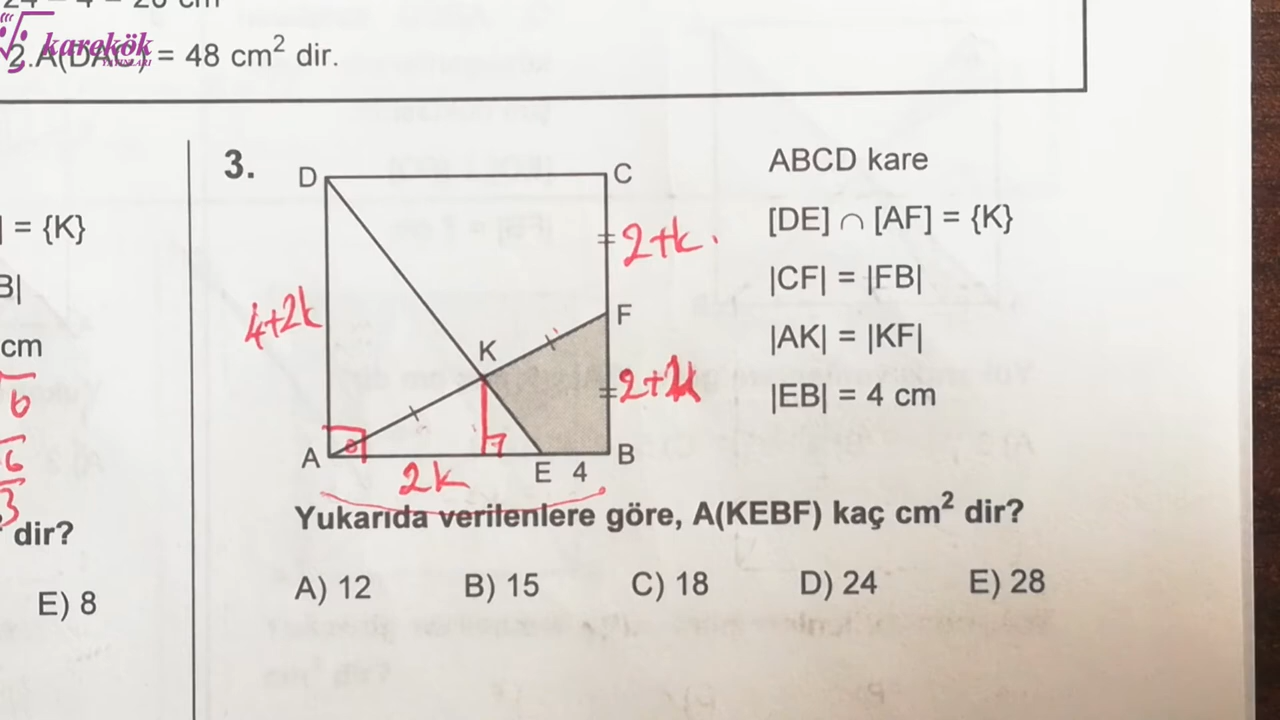 karekök
YAYINLARI
2.A(DAC) = 48 cm² dir.
= {K}
cm
dir?
E) 8
3.
D
C
K
F
A
E 4
B
4+2k
2+k
2+k
2k
ABCD kare
[DE] ∩ [AF] = {K}
|CF| = |FB|
|AK| = |KF|
|EB| = 4 cm
Yukarıda verilenlere göre, A(KEBF) kaç cm² dir?
A) 12 B) 15 C) 18 D) 24 E) 28